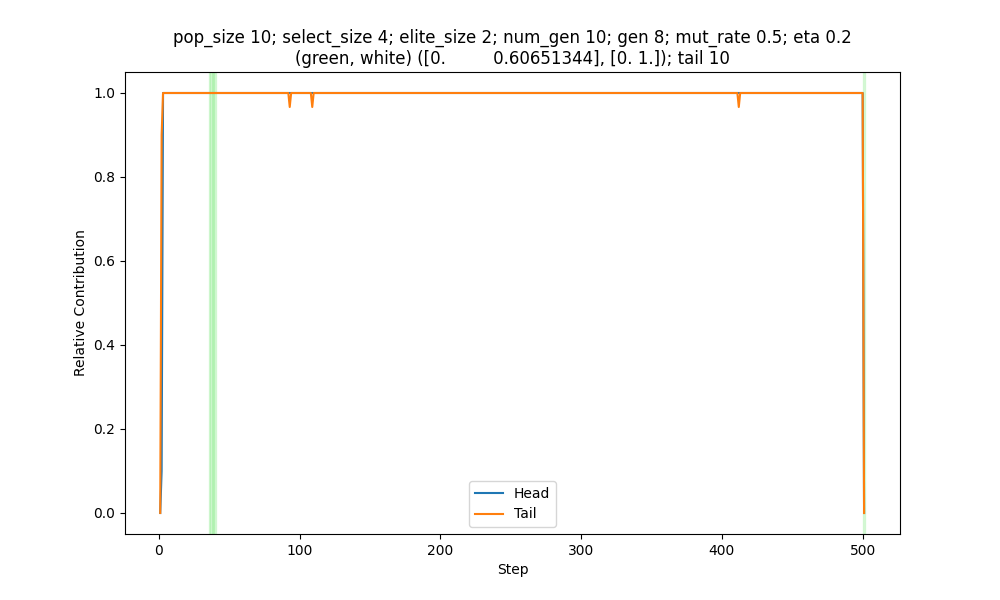 pop_size 10; select_size 4; elite_size 2; num_gen 10; gen 8; mut_rate 0.5; eta 0.2
(green, white) ([0.         0.60651344], [0. 1.]); tail 10
1.0
0.8
0.6
0.4
0.2
0.0
Relative Contribution
Head
Tail
0 100 200 300 400 500
Step